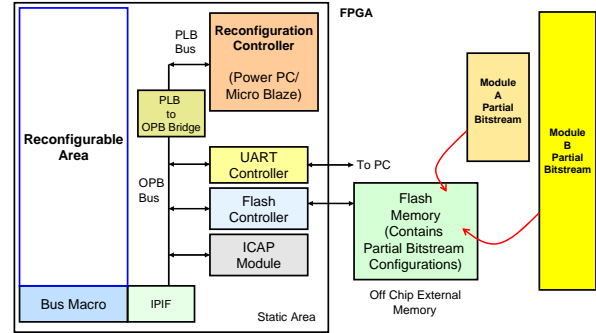 FPGA
PLB
Bus
Reconfiguration
Controller
(Power PC/
Micro Blaze)
PLB
to
OPB Bridge
Reconfigurable
Area
OPB
Bus
UART
Controller
To PC
Flash
Controller
ICAP
Module
Bus Macro
IPIF
Static Area
Flash
Memory
(Contains
Partial Bitstream
Configurations)
Off Chip External
Memory
Module
A
Partial
Bitstream
Module
B
Partial
Bitstream